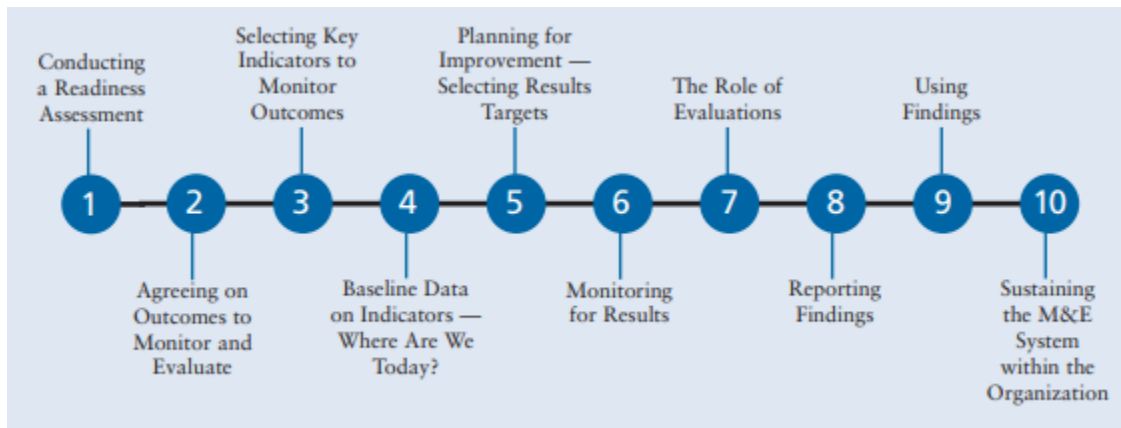 Conducting
a Readiness
Assessment
1
Agreeing on
Outcomes to
Monitor and
Evaluate
2
Selecting Key
Indicators to
Monitor
Outcomes
3
Baseline Data
on Indicators —
Where Are We
Today?
4
Planning for
Improvement —
Selecting Results
Targets
5
Monitoring
for Results
6
The Role of
Evaluations
7
Reporting
Findings
8
Using
Findings
9
Sustaining
the M&E
System
within the
Organization
10